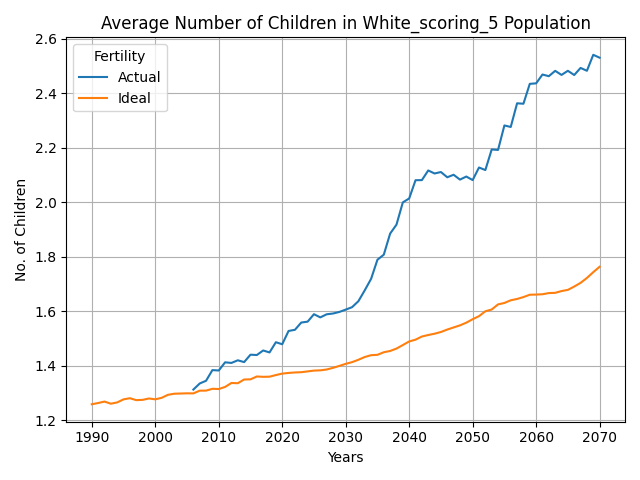 Average Number of Children in White_scoring_5 Population
Fertility
Actual
Ideal
No. of Children
2.6
2.4
2.2
2.0
1.8
1.6
1.4
1.2
1990 2000 2010 2020 2030 2040 2050 2060 2070
Years